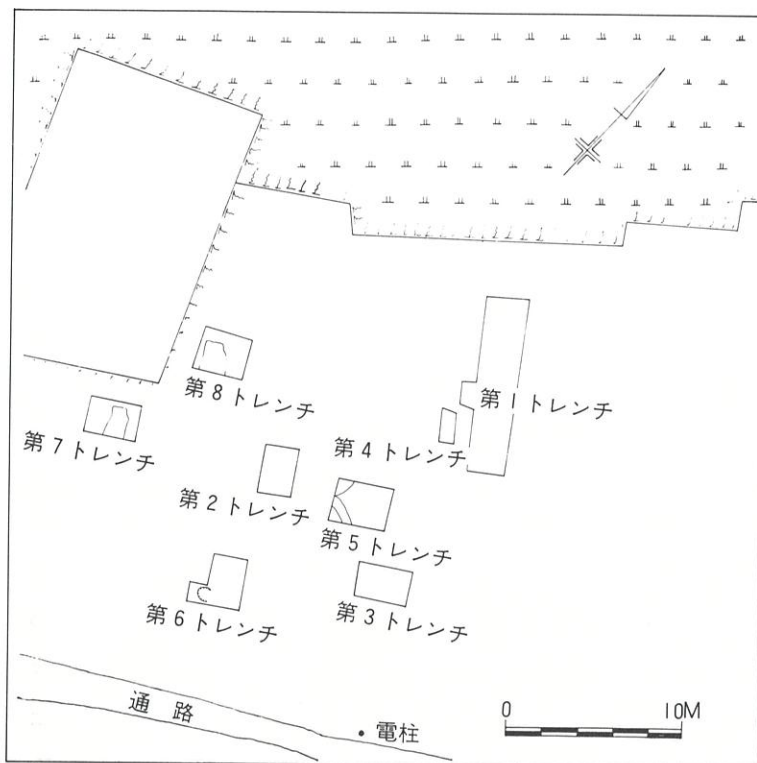 第8トレンチ
第1トレンチ
第7トレンチ
第4トレンチ
第2トレンチ
第5トレンチ
第6トレンチ
第3トレンチ
通路
電柱
0 10M